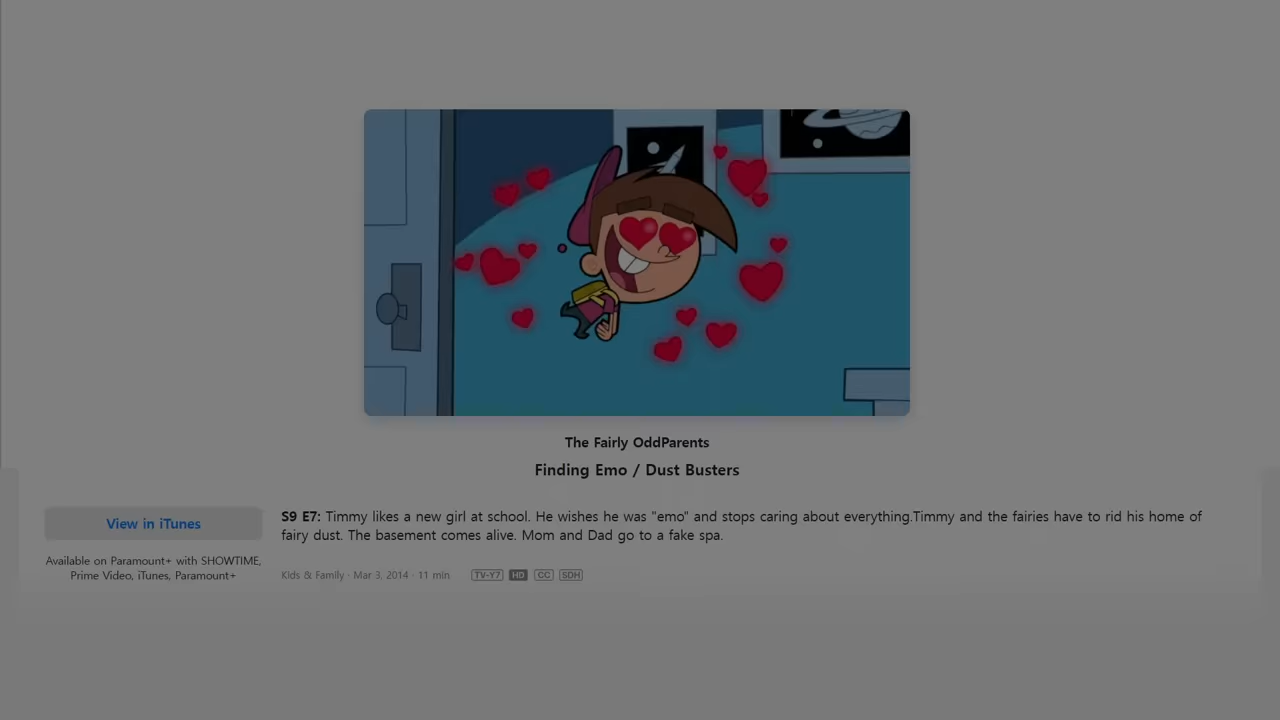 The Fairly OddParents
Finding Emo / Dust Busters
View in iTunes
Available on Paramount+ with SHOWTIME,
Prime Video, iTunes, Paramount+
S9 E7: Timmy likes a new girl at school. He wishes he was "emo" and stops caring about everything.Timmy and the fairies have to rid his home of
fairy dust. The basement comes alive. Mom and Dad go to a fake spa.
Kids & Family · Mar 3, 2014 · 11 min TV-Y7 HD CC SDH